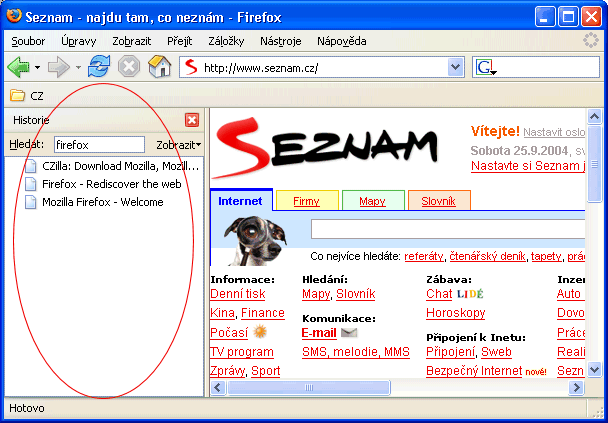 Seznam - najdu tam, co neznám - Firefox
Soubor Úpravy Zobrazit Přejít Záložky Nástroje Nápověda
http://www.seznam.cz/
G
CZ
Historie
Hledát: firefox Zobrazit
CZilla: Download Mozilla, Mozill...
Firefox - Rediscover the web
Mozilla Firefox - Welcome
SEZNAM
Vítejte! Nastavit oslo
Sobota 25.9.2004, sv
Nastavte si Seznam j
Internet Firmy Mapy Slovník
Co nejvíce hledáte: referáty, čtenářský deník, tapety, prác
Informace:
Denní tisk
Kina, Finance
Počasí
TV program
Zprávy, Sport
Hledání:
Mapy, Slovník
Komunikace:
E-mail
SMS, melodie, MMS
Zábava:
Chat LIDÉ
Horoskopy
Připojení k Inetu:
Připojení, Sweb
Bezpečný Internet nové!
Inzer
Auto
Dovo
Práce
Reali
Sezn
Hotovo